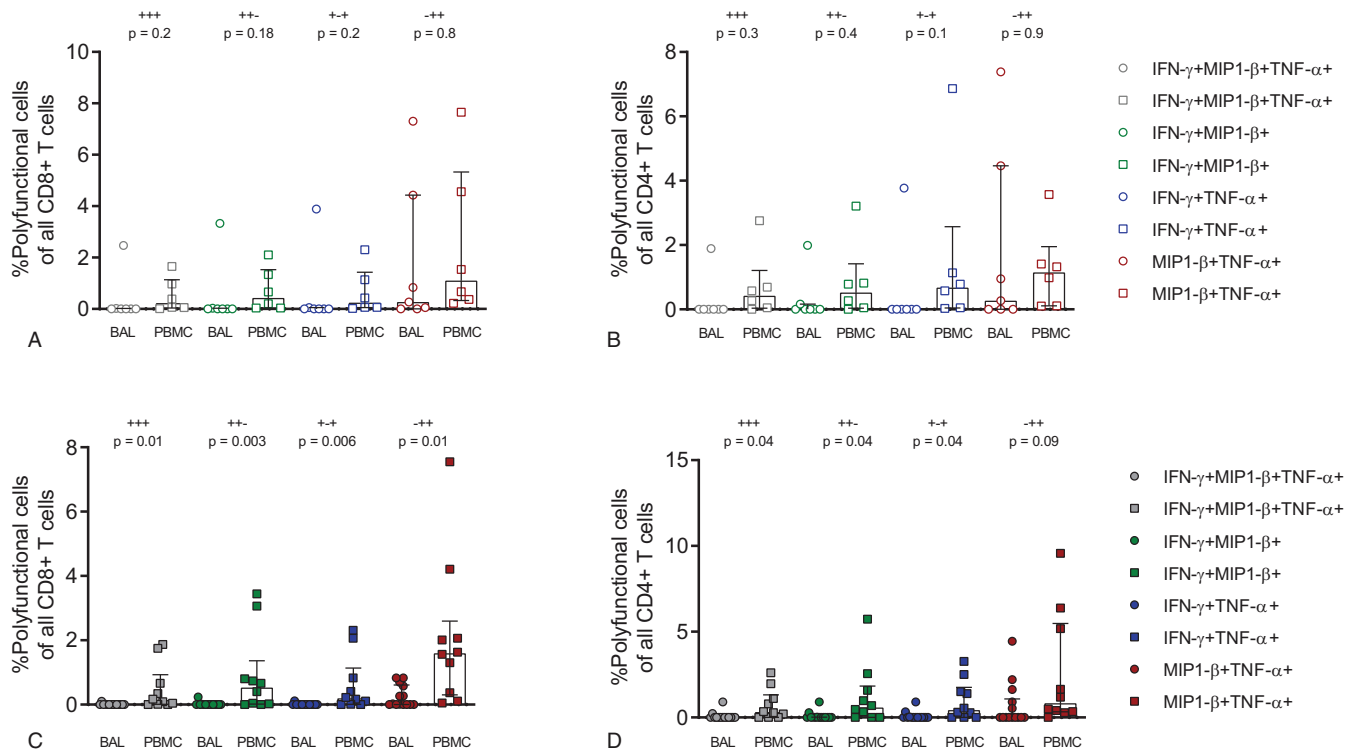 +++ ++- +-+ -++
p = 0.2 p = 0.18 p = 0.2 p = 0.8
%Polyfunctional cells
of all CD8+ T cells
10
8
6
4
2
0
BAL PBMC BAL PBMC BAL PBMC BAL PBMC
A
+++ ++- +-+ -++
p = 0.3 p = 0.4 p = 0.1 p = 0.9
%Polyfunctional cells
of all CD4+ T cells
8
6
4
2
0
BAL PBMC BAL PBMC BAL PBMC BAL PBMC
B
IFN-γ+MIP1-β+TNF-α+
IFN-γ+MIP1-β+TNF-α+
IFN-γ+MIP1-β+
IFN-γ+MIP1-β+
IFN-γ+TNF-α+
IFN-γ+TNF-α+
MIP1-β+TNF-α+
MIP1-β+TNF-α+
+++ ++- +-+ -++
p = 0.01 p = 0.003 p = 0.006 p = 0.01
%Polyfunctional cells
of all CD8+ T cells
8
6
4
2
0
BAL PBMC BAL PBMC BAL PBMC BAL PBMC
C
+++ ++- +-+ -++
p = 0.04 p = 0.04 p = 0.04 p = 0.09
%Polyfunctional cells
of all CD4+ T cells
15
10
5
0
BAL PBMC BAL PBMC BAL PBMC BAL PBMC
D
IFN-γ+MIP1-β+TNF-α+
IFN-γ+MIP1-β+TNF-α+
IFN-γ+MIP1-β+
IFN-γ+MIP1-β+
IFN-γ+TNF-α+
IFN-γ+TNF-α+
MIP1-β+TNF-α+
MIP1-β+TNF-α+